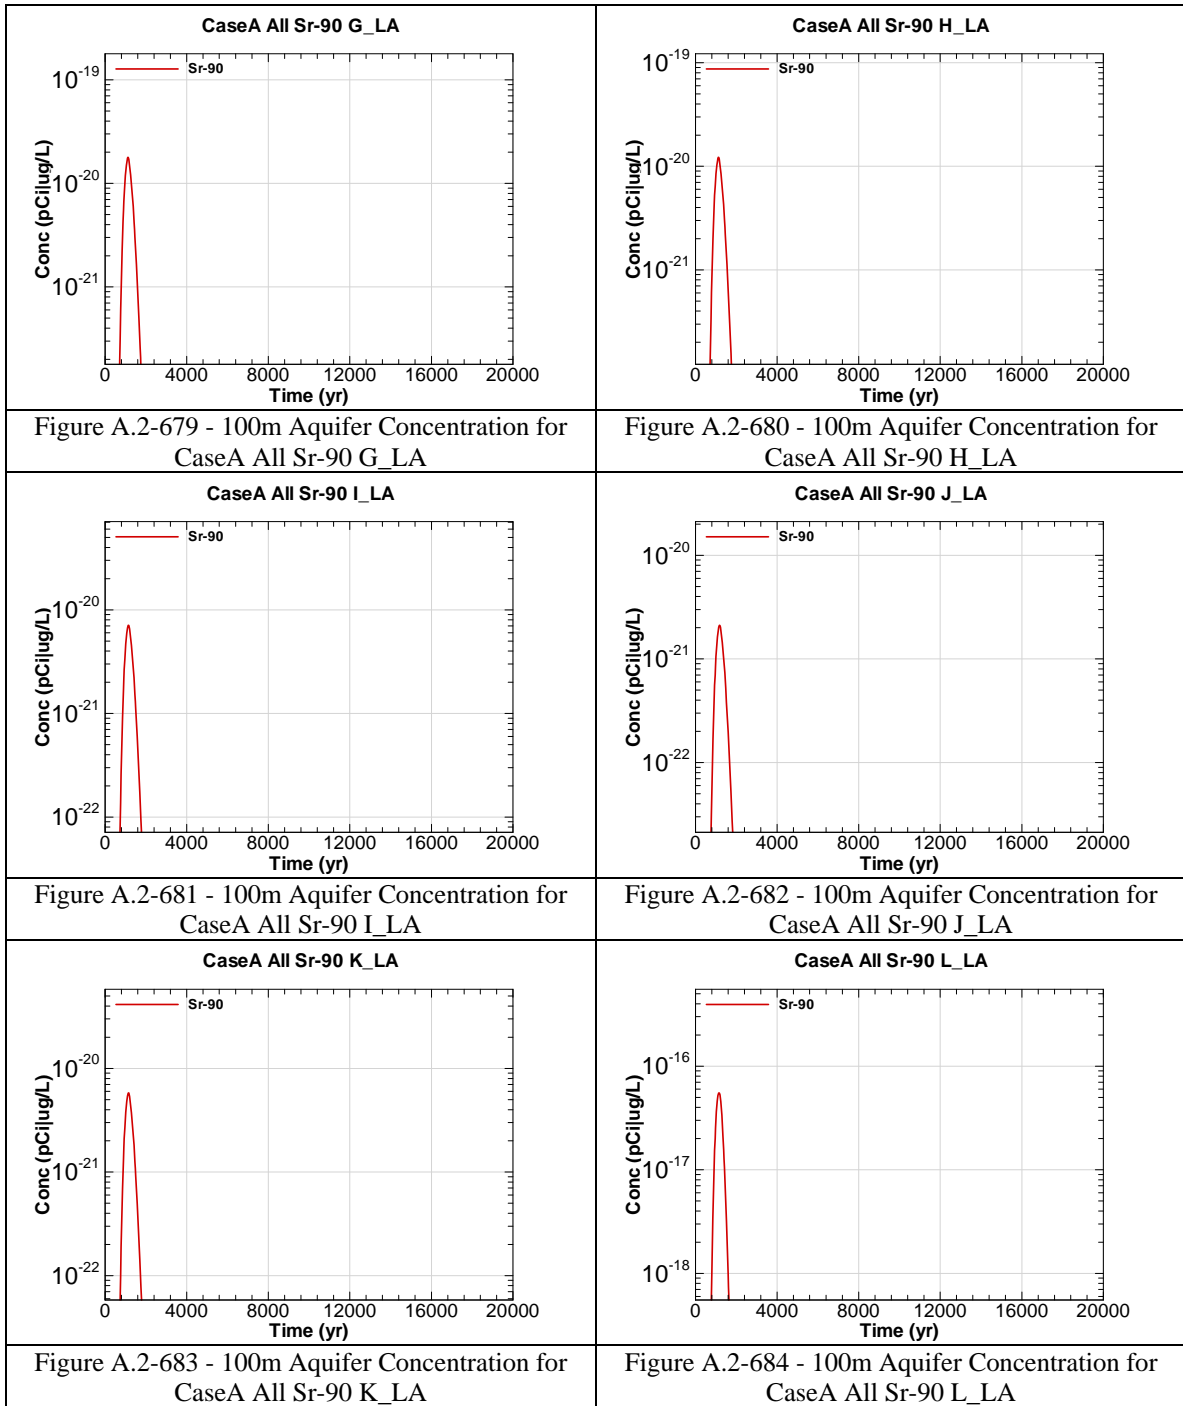 CaseA All Sr-90 G_LA
Sr-90
10-19
10-20
10-21
Conc (pCi|ug/L)
0 4000 8000 12000 16000 20000
Time (yr)
Figure A.2-679 - 100m Aquifer Concentration for
CaseA All Sr-90 G_LA
CaseA All Sr-90 H_LA
Sr-90
10-19
10-20
10-21
Conc (pCi|ug/L)
0 4000 8000 12000 16000 20000
Time (yr)
Figure A.2-680 - 100m Aquifer Concentration for
CaseA All Sr-90 H_LA
CaseA All Sr-90 I_LA
Sr-90
10-20
10-21
10-22
Conc (pCi|ug/L)
0 4000 8000 12000 16000 20000
Time (yr)
Figure A.2-681 - 100m Aquifer Concentration for
CaseA All Sr-90 I_LA
CaseA All Sr-90 J_LA
Sr-90
10-20
10-21
10-22
Conc (pCi|ug/L)
0 4000 8000 12000 16000 20000
Time (yr)
Figure A.2-682 - 100m Aquifer Concentration for
CaseA All Sr-90 J_LA
CaseA All Sr-90 K_LA
Sr-90
10-20
10-21
10-22
Conc (pCi|ug/L)
0 4000 8000 12000 16000 20000
Time (yr)
Figure A.2-683 - 100m Aquifer Concentration for
CaseA All Sr-90 K_LA
CaseA All Sr-90 L_LA
Sr-90
10-16
10-17
10-18
Conc (pCi|ug/L)
0 4000 8000 12000 16000 20000
Time (yr)
Figure A.2-684 - 100m Aquifer Concentration for
CaseA All Sr-90 L_LA